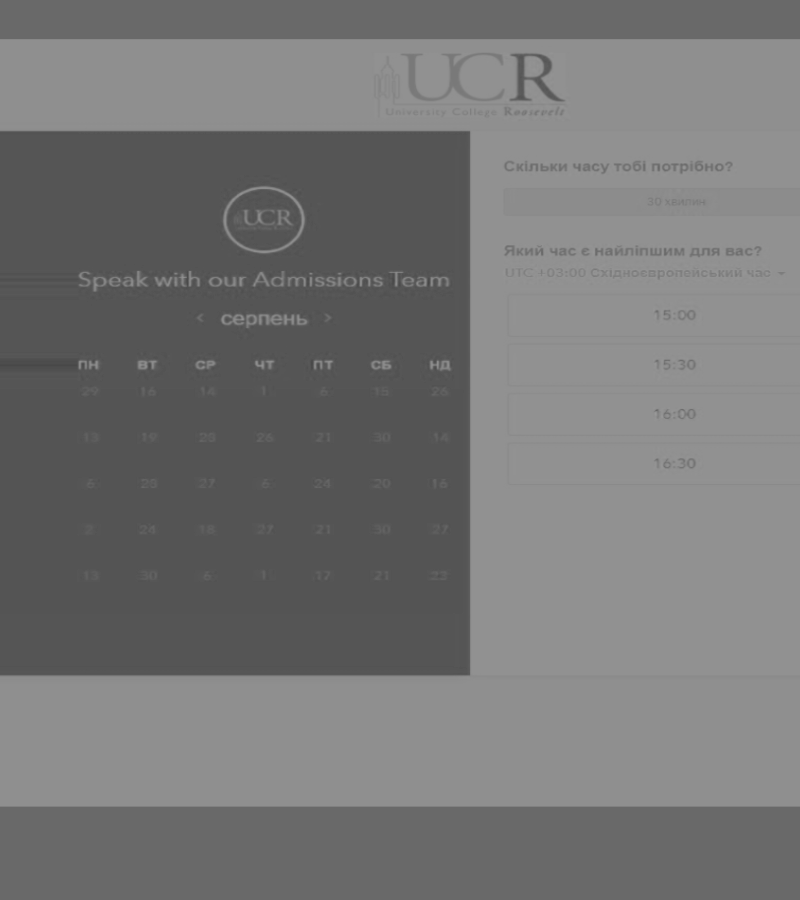 UCR
University College Roosevelt
UCR
Speak with our Admissions Team
‹ серпень ›
ПН ВТ СР ЧТ ПТ СБ НД
29 16 14 1 6 15 26
13 19 28 26 21 30 14
6 28 27 6 24 20 16
2 24 18 27 21 30 27
13 30 6 1 17 21 22
Скільки часу тобі потрібно?
30 хвилин
Який час є найліпшим для вас?
UTC +03:00 Східноєвропейський час
15:00
15:30
16:00
16:30